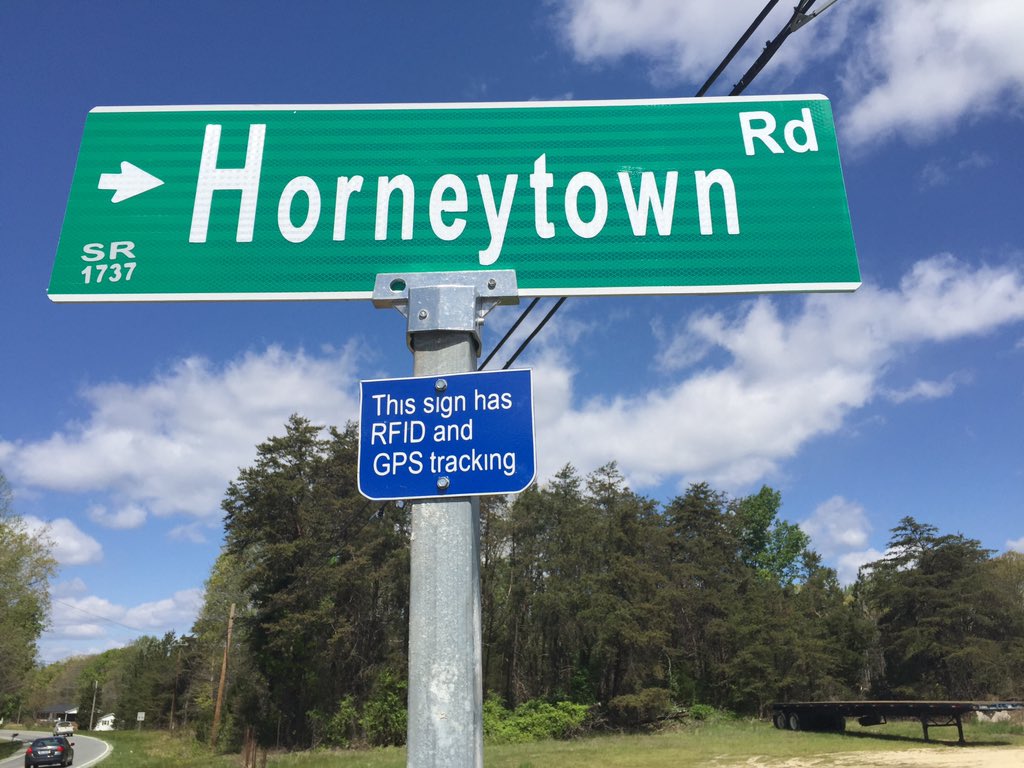 Horneytown Rd
SR
1737
This sign has
RFID and
GPS tracking